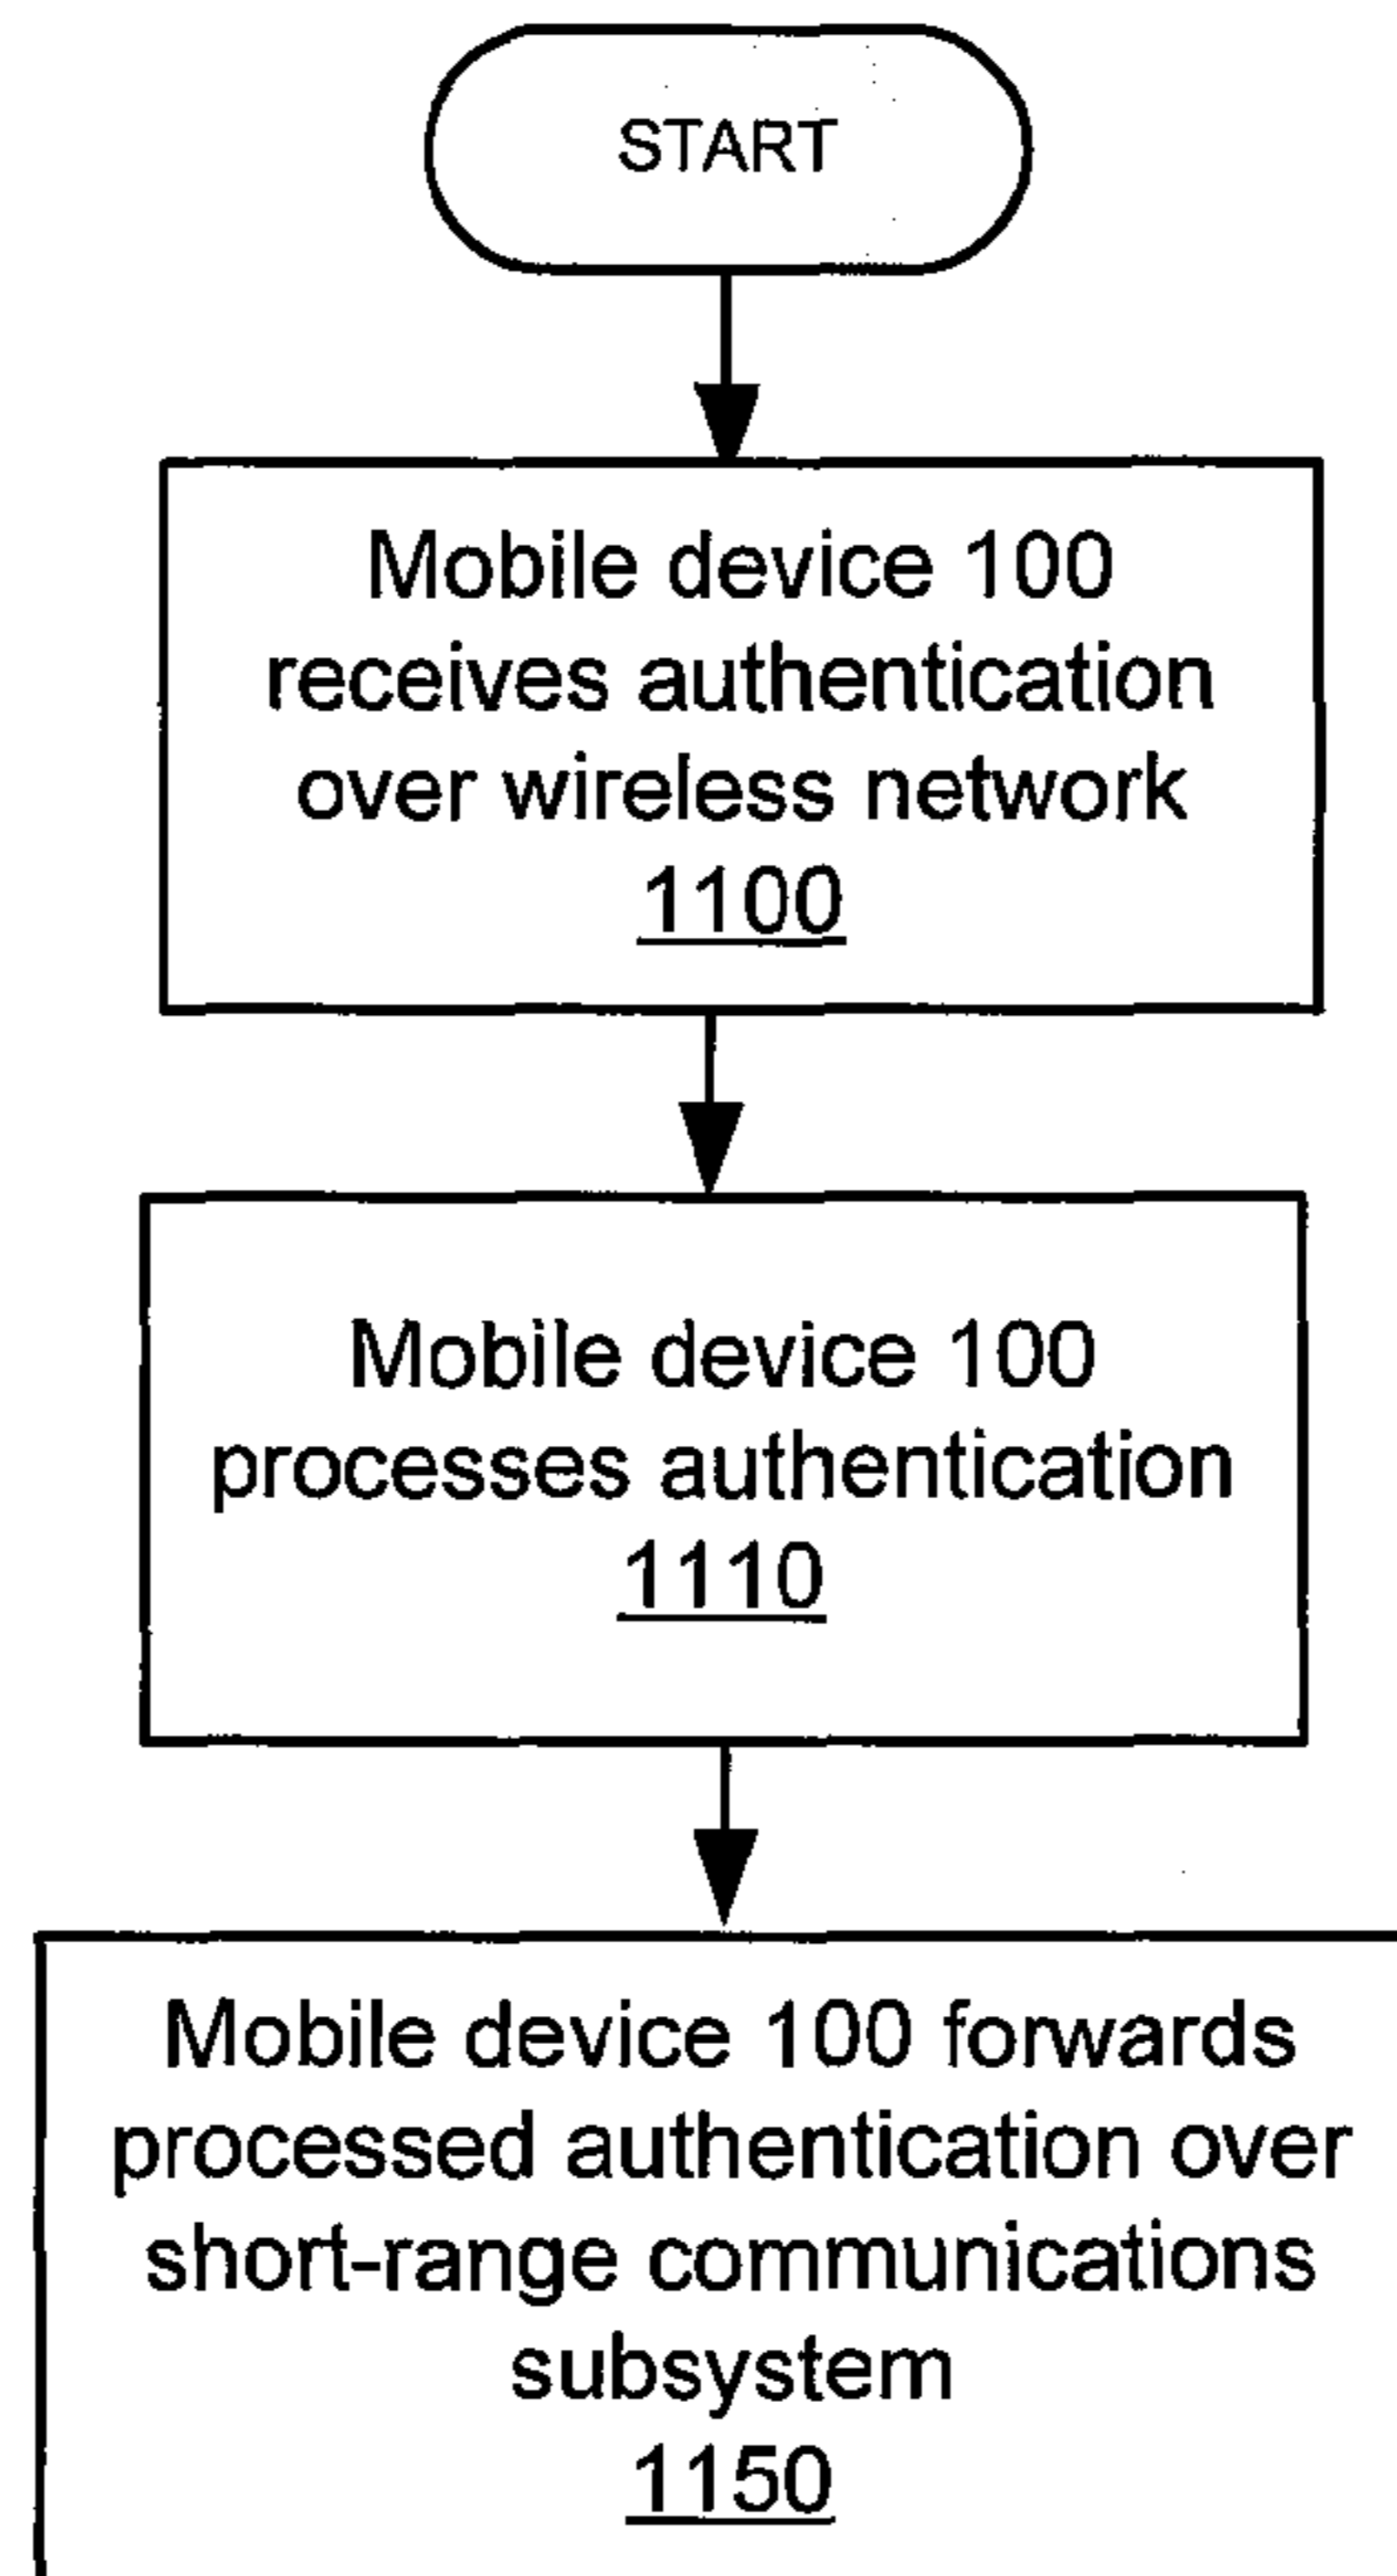 START
Mobile device 100
receives authentication
over wireless network
1100
Mobile device 100
processes authentication
1110
Mobile device 100 forwards
processed authentication over
short-range communications
subsystem
1150